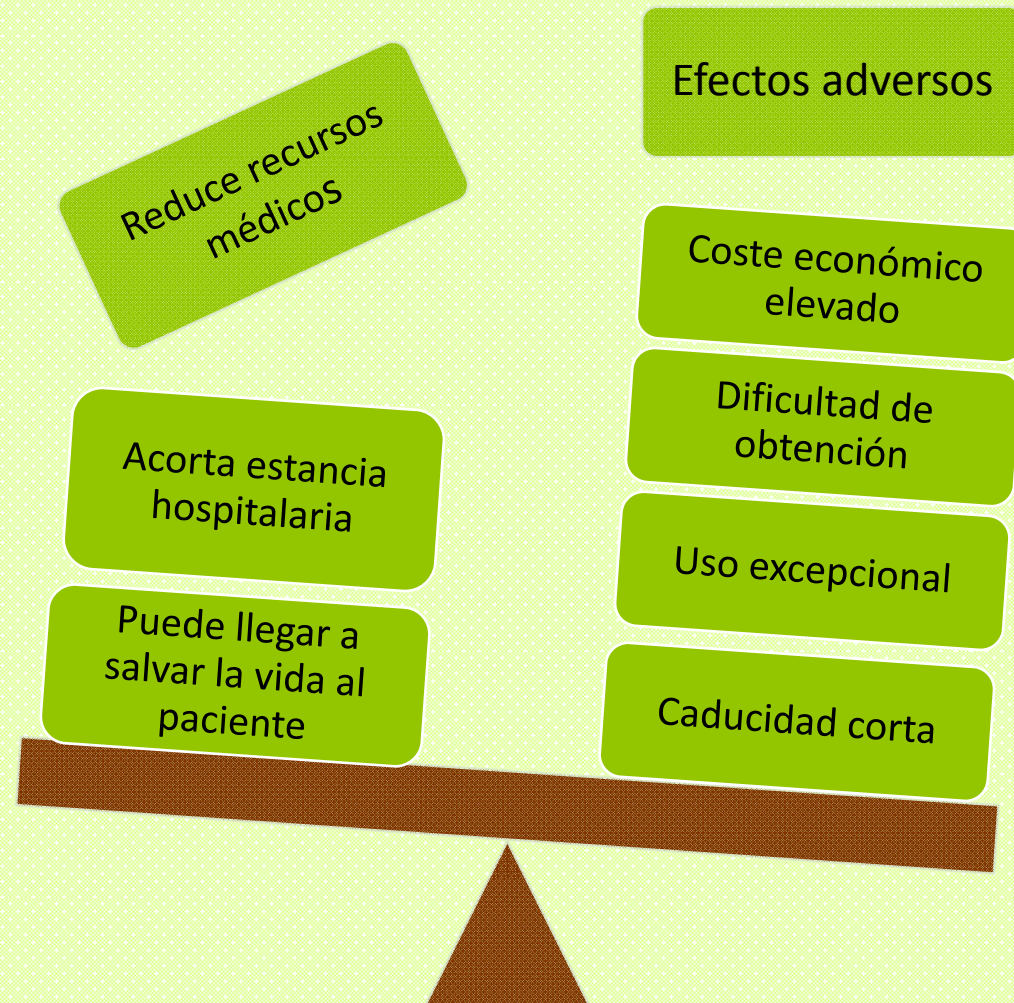 Reduce recursos
médicos
Acorta estancia
hospitalaria
Puede llegar a
salvar la vida al
paciente
Efectos adversos
Coste económico
elevado
Dificultad de
obtención
Uso excepcional
Caducidad corta